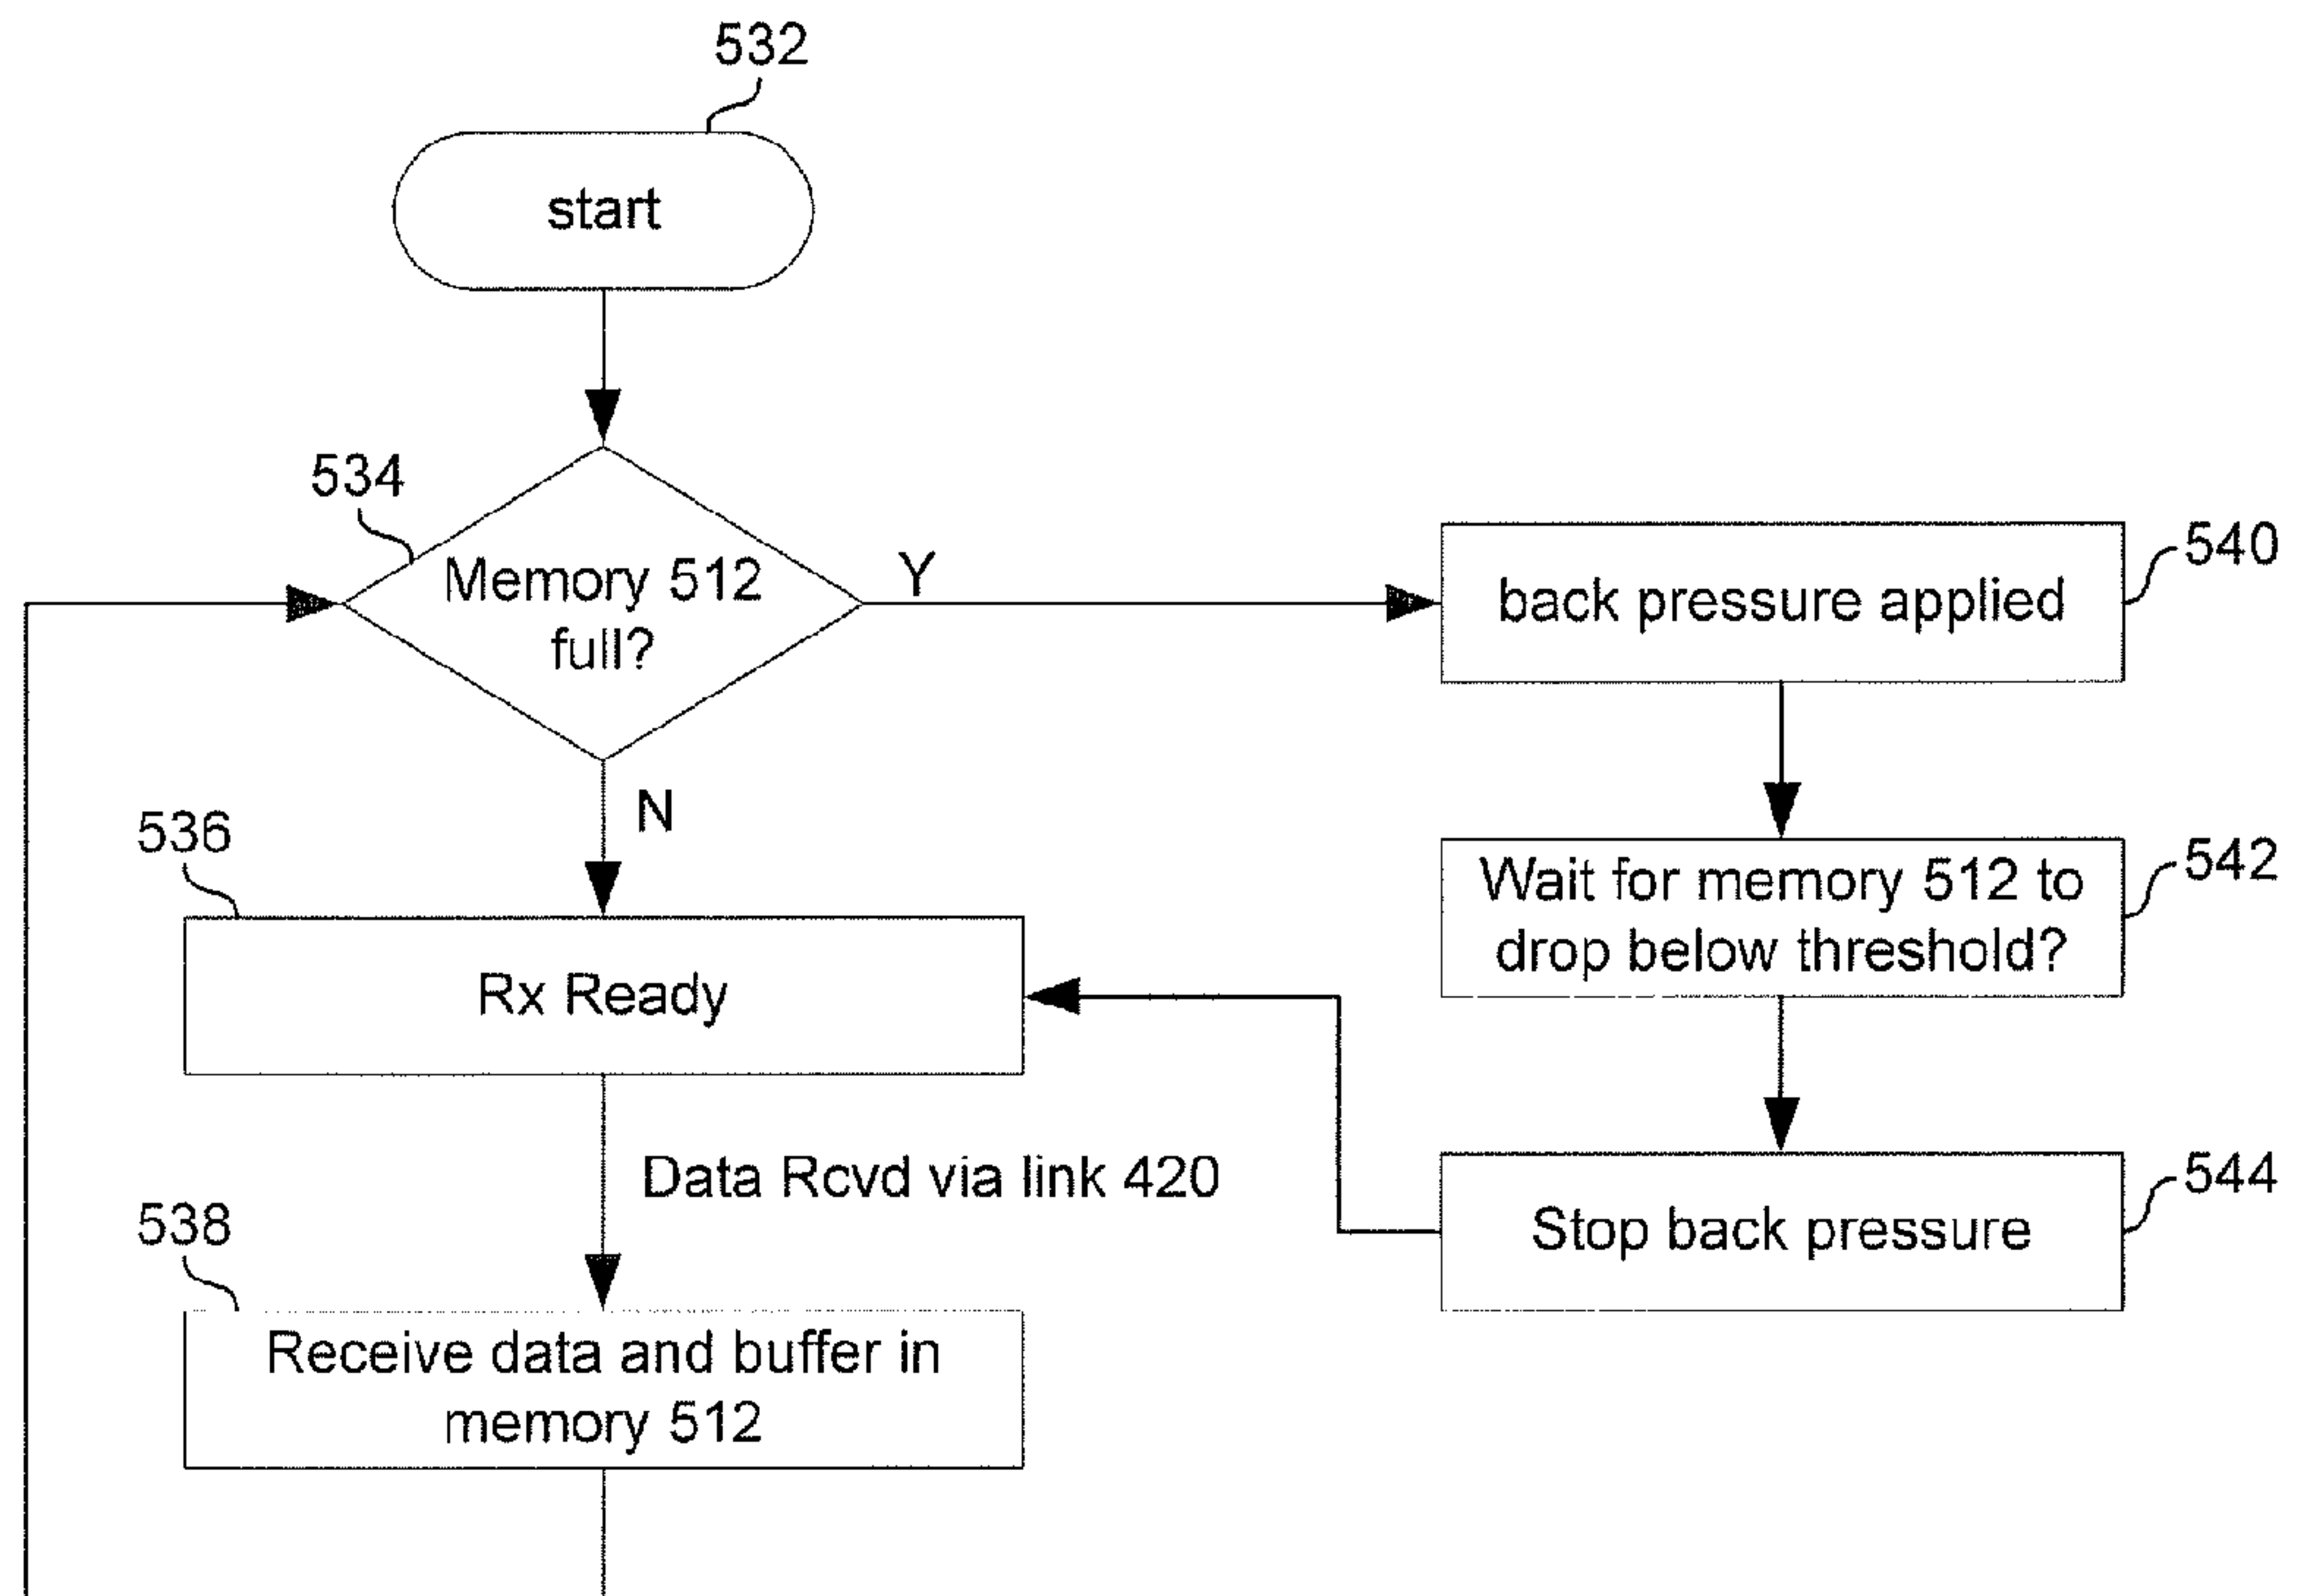 532
start
534
Memory 512
full?
Y
540
back pressure applied
N
536
542
Wait for memory 512 to
drop below threshold?
Rx Ready
Data Rcvd via link 420
544
Stop back pressure
538
Receive data and buffer in
memory 512